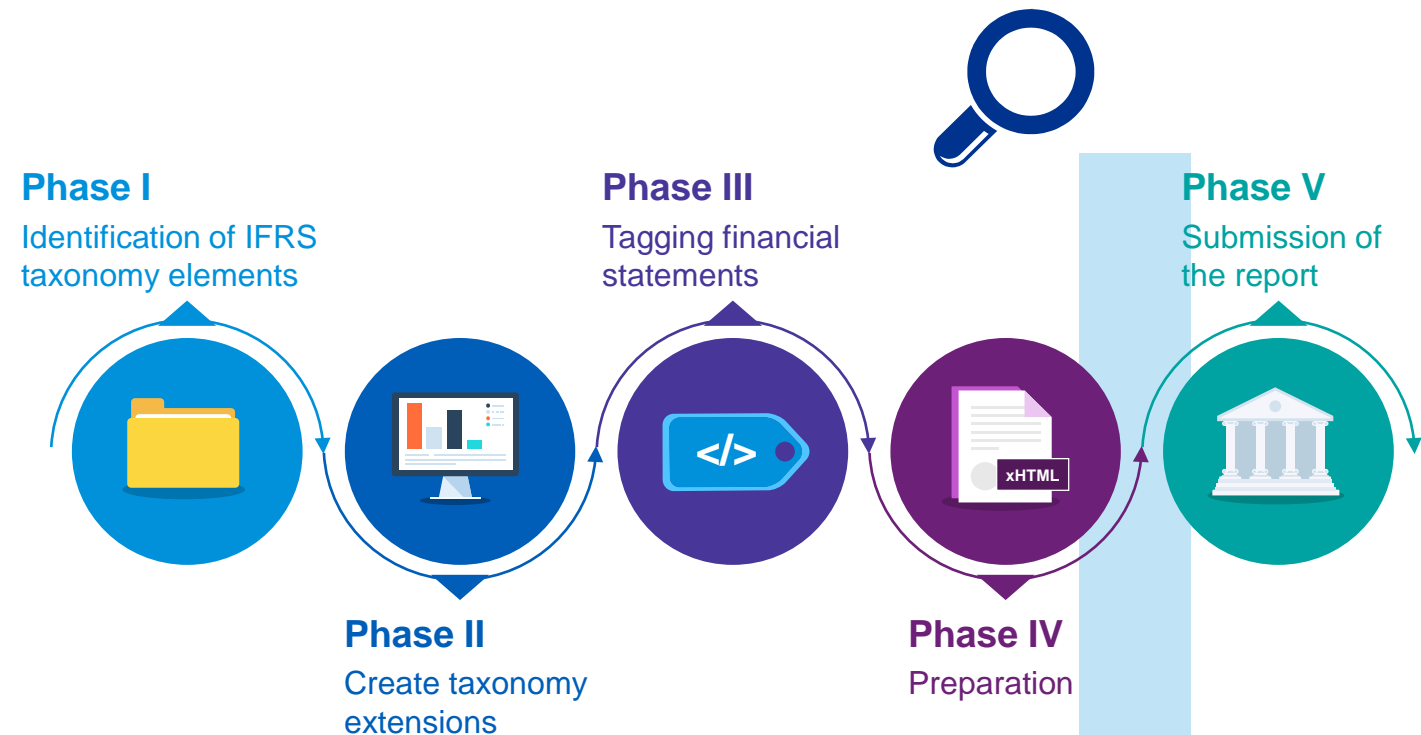 Phase I
Identification of IFRS
taxonomy elements
Phase II
Create taxonomy
extensions
Phase III
Tagging financial
statements
</>
Phase IV
Preparation
xHTML
Phase V
Submission of
the report